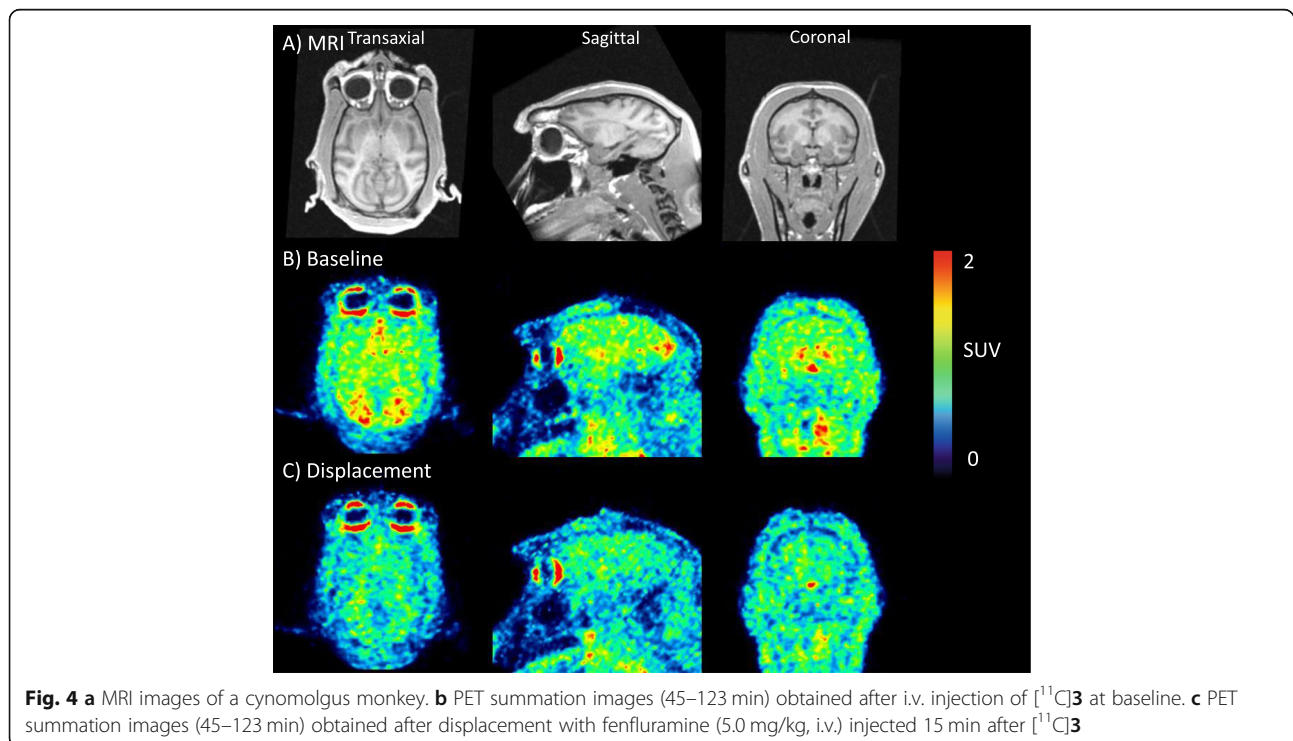 A) MRI Transaxial Sagittal Coronal
B) Baseline
2
SUV
0
C) Displacement
Fig. 4 a MRI images of a cynomolgus monkey. b PET summation images (45–123 min) obtained after i.v. injection of [¹¹C]3 at baseline. c PET
summation images (45–123 min) obtained after displacement with fenfluramine (5.0 mg/kg, i.v.) injected 15 min after [¹¹C]3